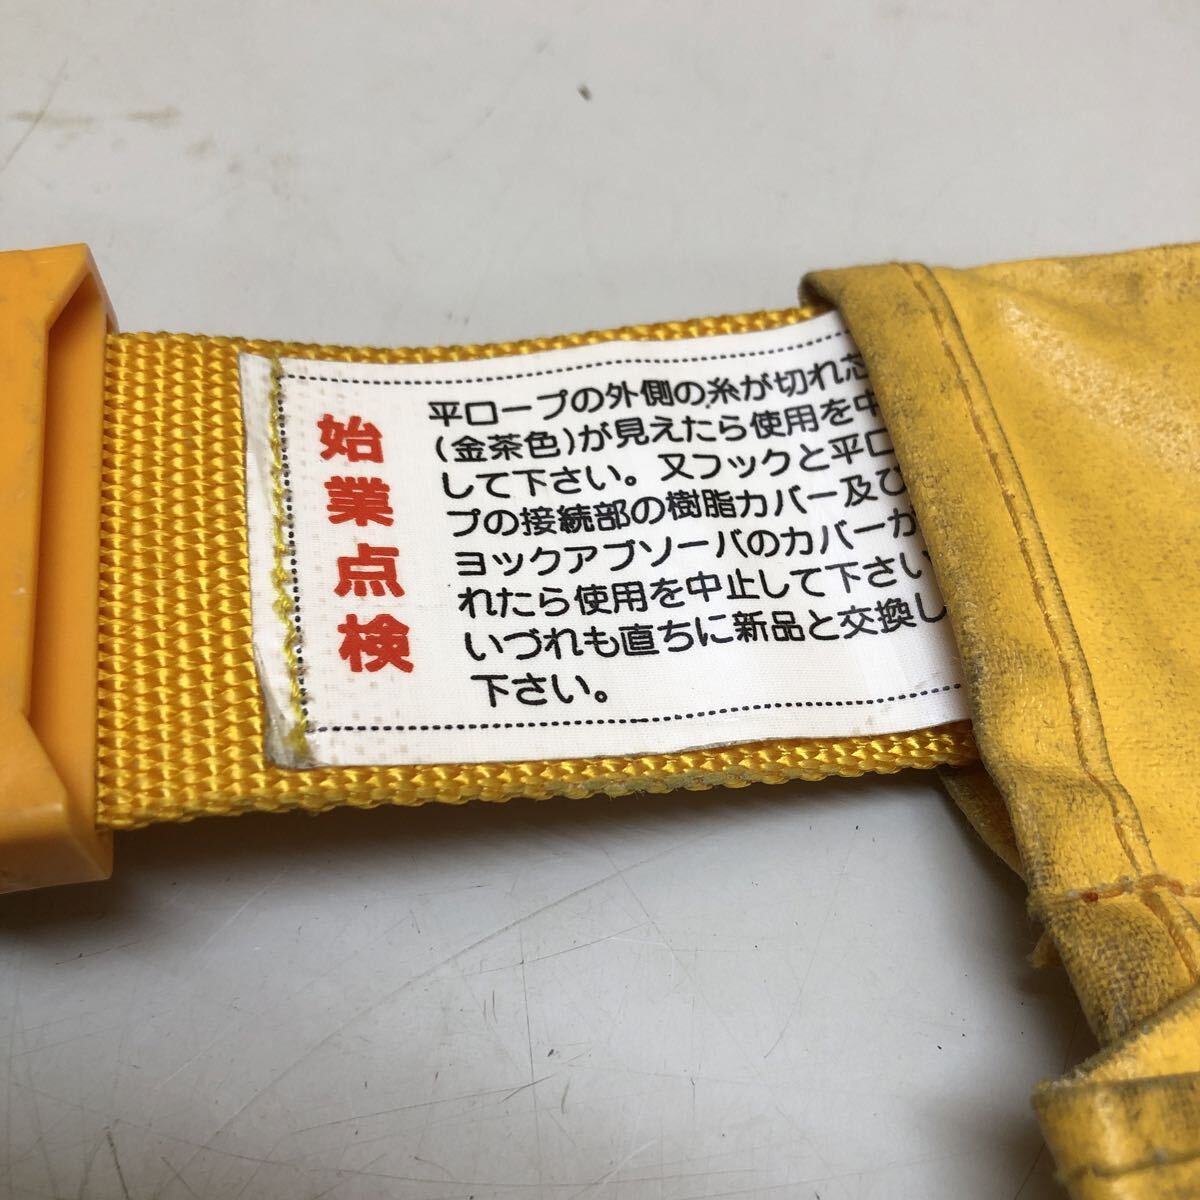 始業点検
平ロープの外側の糸が切れ芯
(金茶色)が見えたら使用を中
して下さい。又フックと平ロ
プの接続部の樹脂カバー及び
ョックアブソーバのカバーが
れたら使用を中止して下さい
いづれも直ちに新品と交換し
下さい。